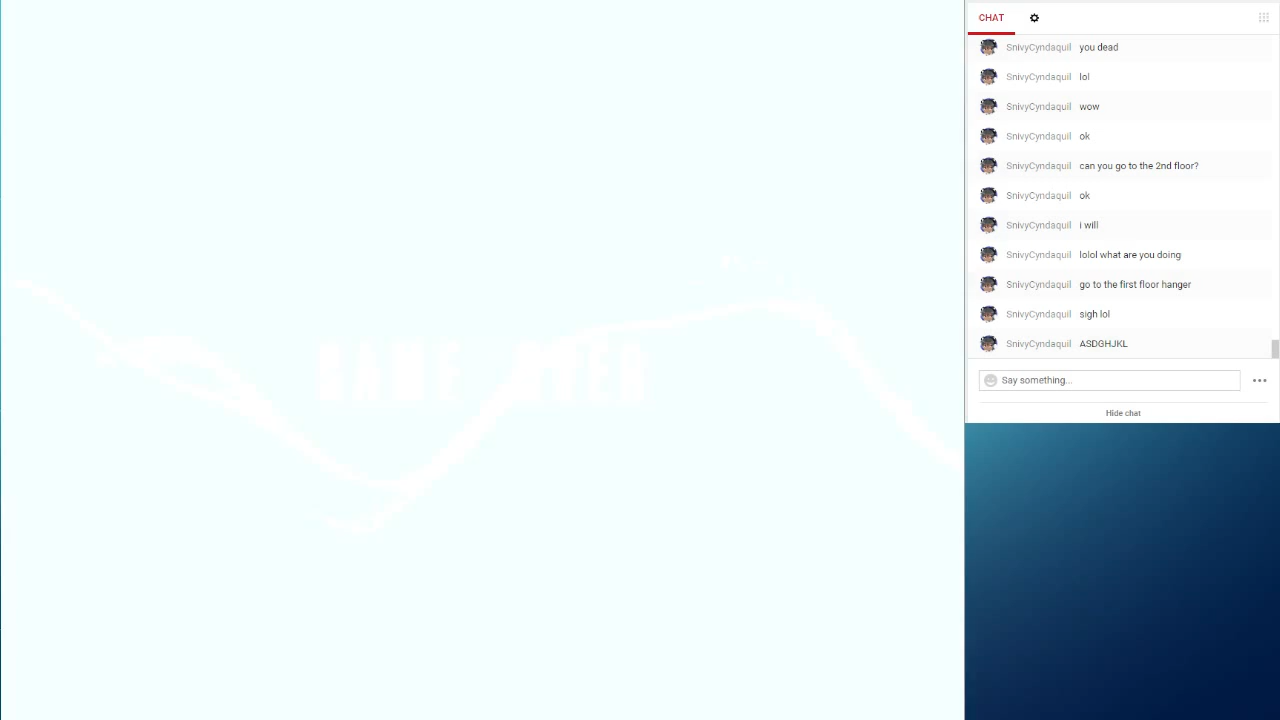 GAME OVER
CHAT
SnivyCyndaquil you dead
SnivyCyndaquil lol
SnivyCyndaquil wow
SnivyCyndaquil ok
SnivyCyndaquil can you go to the 2nd floor?
SnivyCyndaquil ok
SnivyCyndaquil i will
SnivyCyndaquil lolol what are you doing
SnivyCyndaquil go to the first floor hanger
SnivyCyndaquil sigh lol
SnivyCyndaquil ASDGHJKL
Say something...
Hide chat